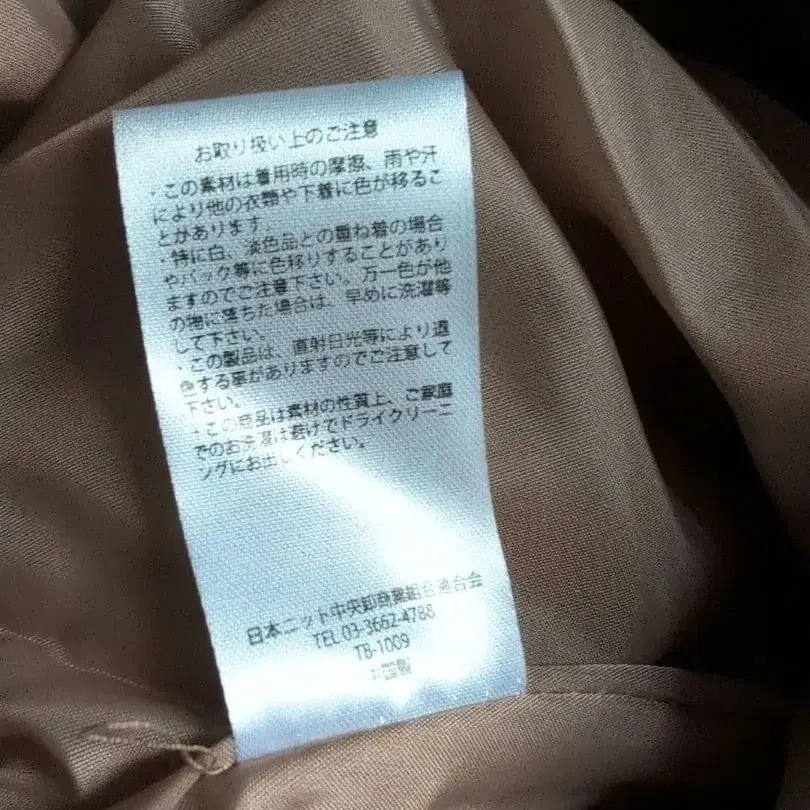 お取り扱い上のご注意
・この素材は着用時の摩擦、雨や汗
により他の衣類や下着に色が移るこ
とがあります.
・特に白、淡色品との重ね着の場合
やバック等に色移りすることがあり
ますのでご注意下さい。万一色が他
の物に落ちた場合は、早めに洗濯等
して下さい。
・この製品は、直射日光等により退
色する事がありますのでご注意して
下さい。
・この商品は素材の性質上、ご家庭
でのお洗濯は避けてドライクリーニ
ングにお出しください.
日本ニット中央卸商業組合連合会
TEL 03-3662-4788
TB-1009
中国製